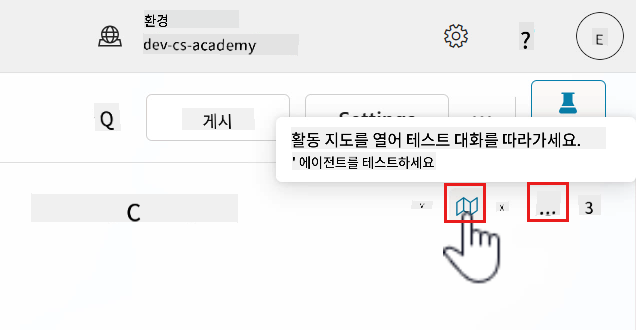 환경
dev-cs-academy
?
E
Q
게시
Settings
...
활동 지도를 열어 테스트 대화를 따라가세요.
' 에이전트를 테스트하세요
C
x
...
3